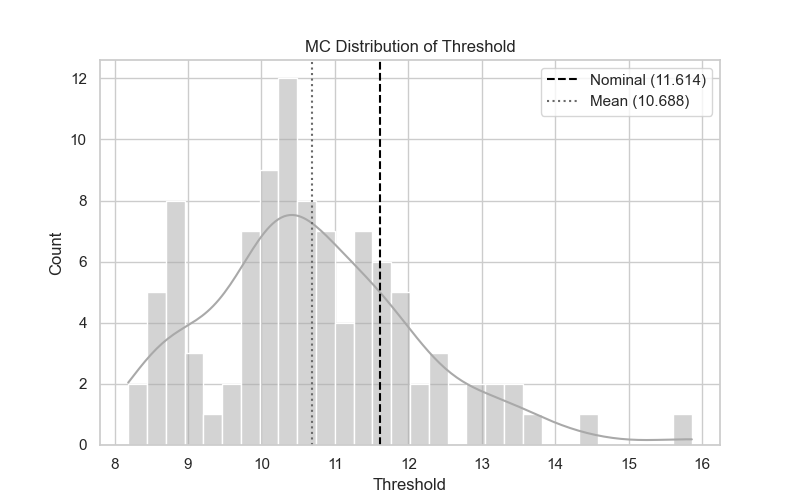 MC Distribution of Threshold
Nominal (11.614)
Mean (10.688)
Count
12
10
8
6
4
2
0
8 9 10 11 12 13 14 15 16
Threshold